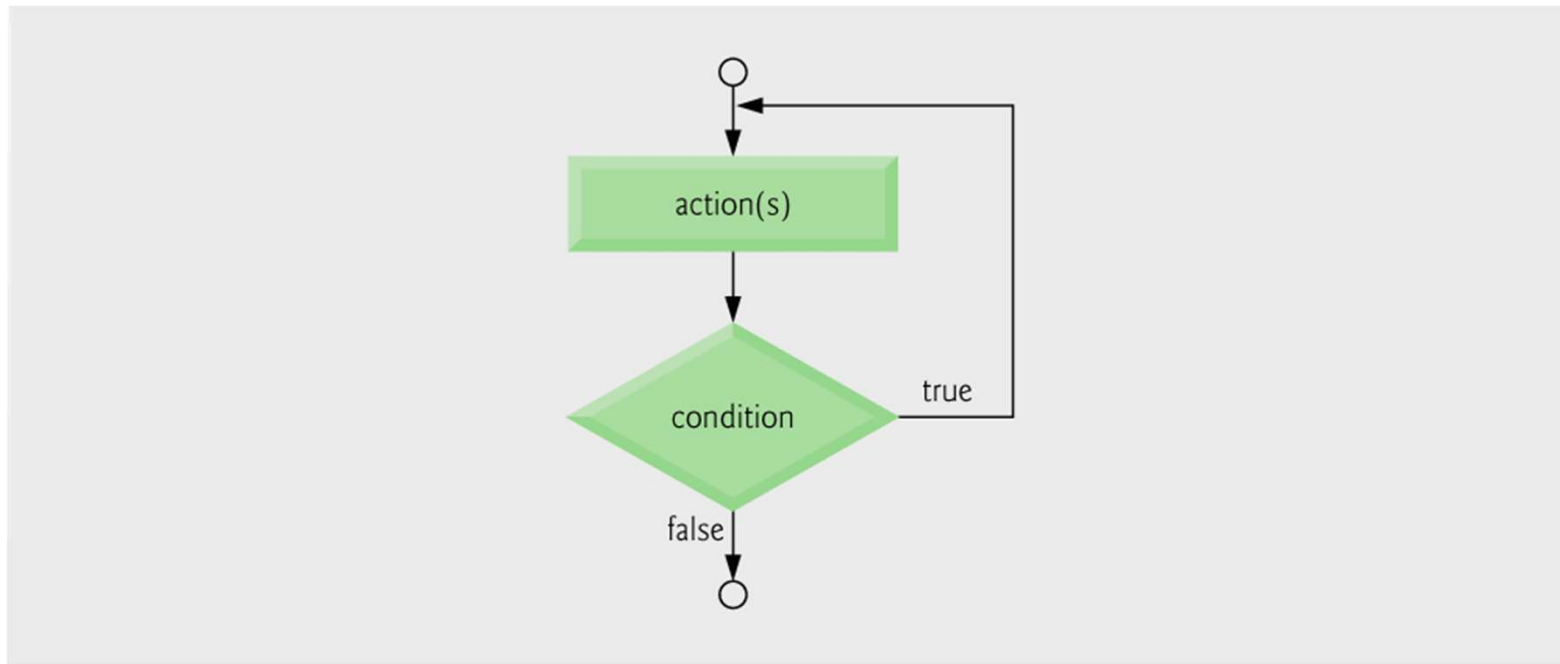 action(s)
true
condition
false